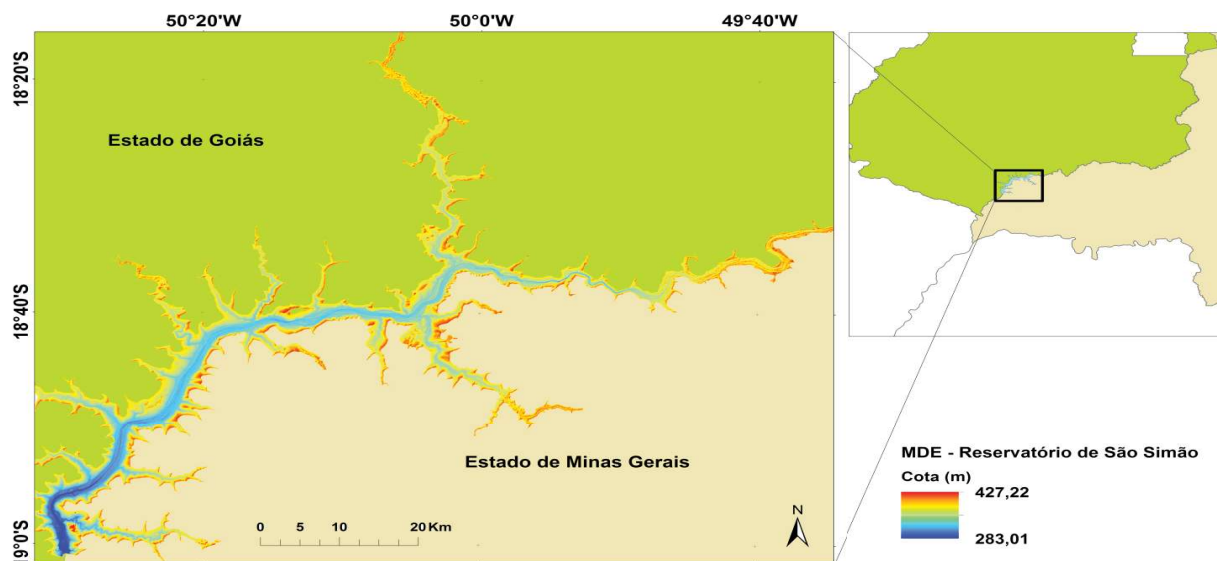 50°20'W 50°0'W 49°40'W
18°20'S
Estado de Goiás
18°40'S
Estado de Minas Gerais
0 5 10 20 Km
N
19°0'S
MDE - Reservatório de São Simão
Cota (m)
427,22
283,01